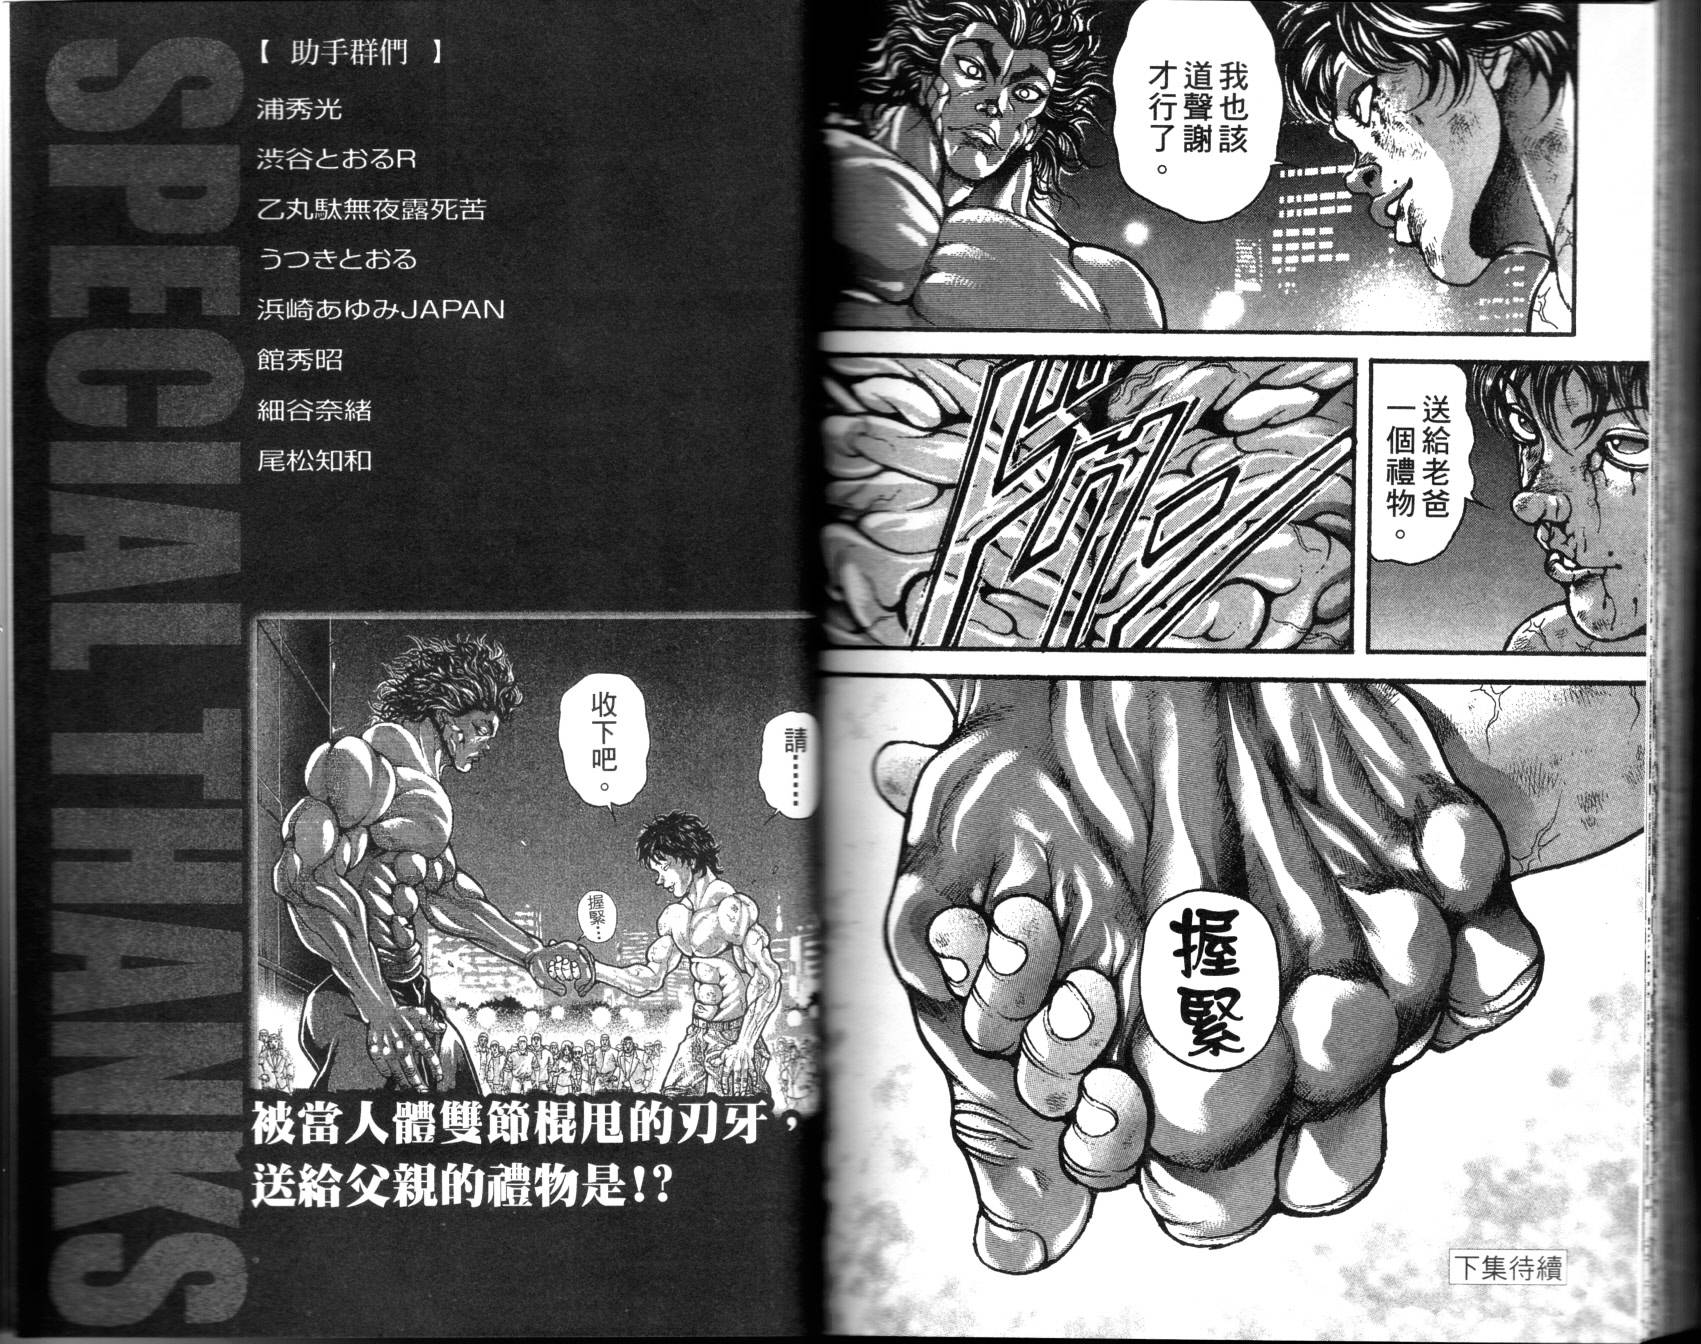 我也該
道聲謝
才行了。
送給老爸
一個禮物。
握緊
下集待續
SPECIAL THANKS
【 助手群們 】
浦秀光
渋谷とおるR
乙丸駄無夜露死苦
うつきとおる
浜崎あゆみJAPAN
館秀昭
細谷奈緒
尾松知和
請……
收下吧。
握緊…
被當人體雙節棍甩的刃牙，
送給父親的禮物是!?